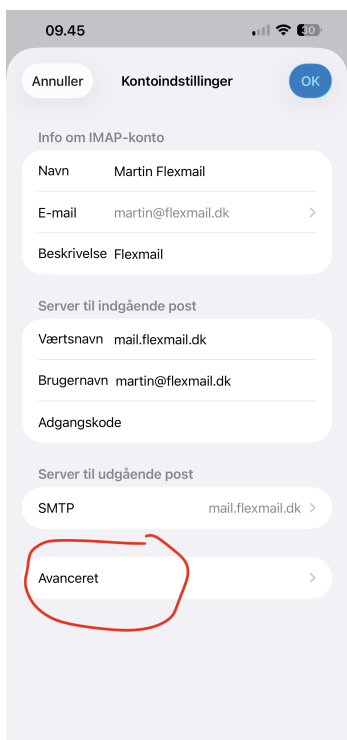 09.45 30
Annuller Kontoindstillinger OK
Info om IMAP-konto
Navn Martin Flexmail
E-mail martin@flexmail.dk
Beskrivelse Flexmail
Server til indgående post
Værtsnavn mail.flexmail.dk
Brugernavn martin@flexmail.dk
Adgangskode
Server til udgående post
SMTP mail.flexmail.dk
Avanceret